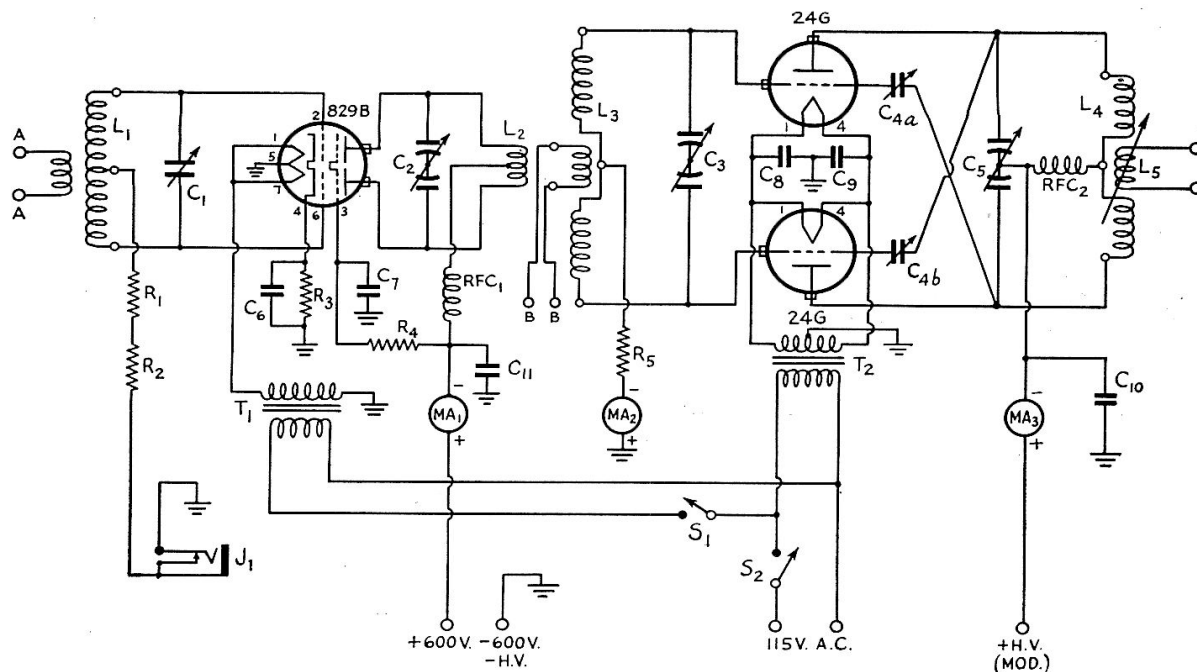 24G
829B
A
A
L1
C1
2
1
5
7
4
6
3
C2
L2
L3
C3
1
4
C4a
C8
C9
1
4
C4b
24G
C5
RFC2
L4
L5
R1
R2
C6
R3
C7
R4
RFC1
C11
B
B
R5
T1
T2
-
MA1
+
-
MA2
+
-
MA3
+
C10
J1
S1
S2
+600V.
-600V.
-H.V.
115V. A.C.
+H.V.
(MOD.)